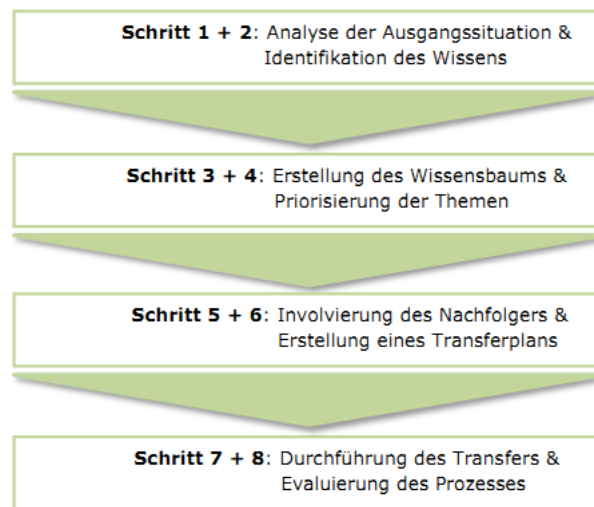 Schritt 1 + 2: Analyse der Ausgangssituation &
Identifikation des Wissens
Schritt 3 + 4: Erstellung des Wissensbaums &
Priorisierung der Themen
Schritt 5 + 6: Involvierung des Nachfolgers &
Erstellung eines Transferplans
Schritt 7 + 8: Durchführung des Transfers &
Evaluierung des Prozesses